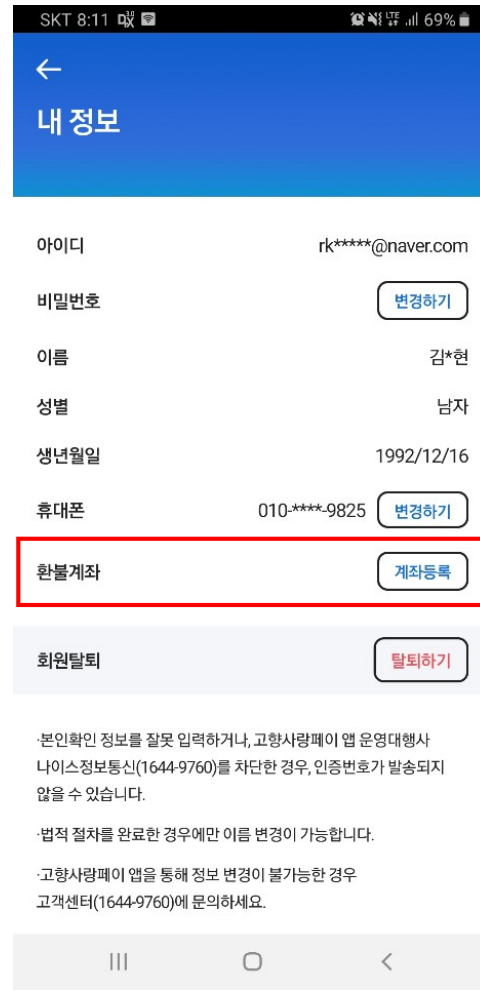 SKT 8:11
LTE 69%
내 정보
아이디 rk*****@naver.com
비밀번호 변경하기
이름 김*현
성별 남자
생년월일 1992/12/16
휴대폰 010-****-9825 변경하기
환불계좌 계좌등록
회원탈퇴 탈퇴하기
·본인확인 정보를 잘못 입력하거나, 고향사랑페이 앱 운영대행사
나이스정보통신(1644-9760)를 차단한 경우, 인증번호가 발송되지
않을 수 있습니다.
·법적 절차를 완료한 경우에만 이름 변경이 가능합니다.
·고향사랑페이 앱을 통해 정보 변경이 불가능한 경우
고객센터(1644-9760)에 문의하세요.